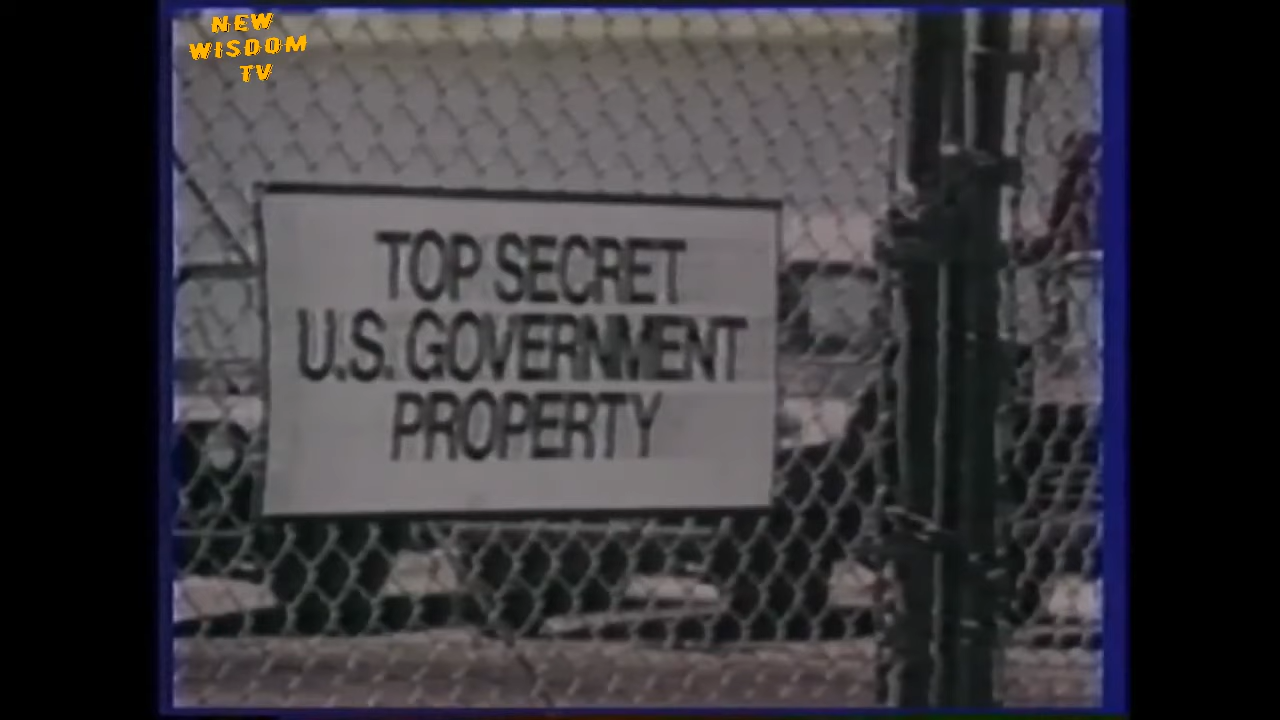 NEW
WISDOM
TV
TOP SECRET
U.S. GOVERNMENT
PROPERTY